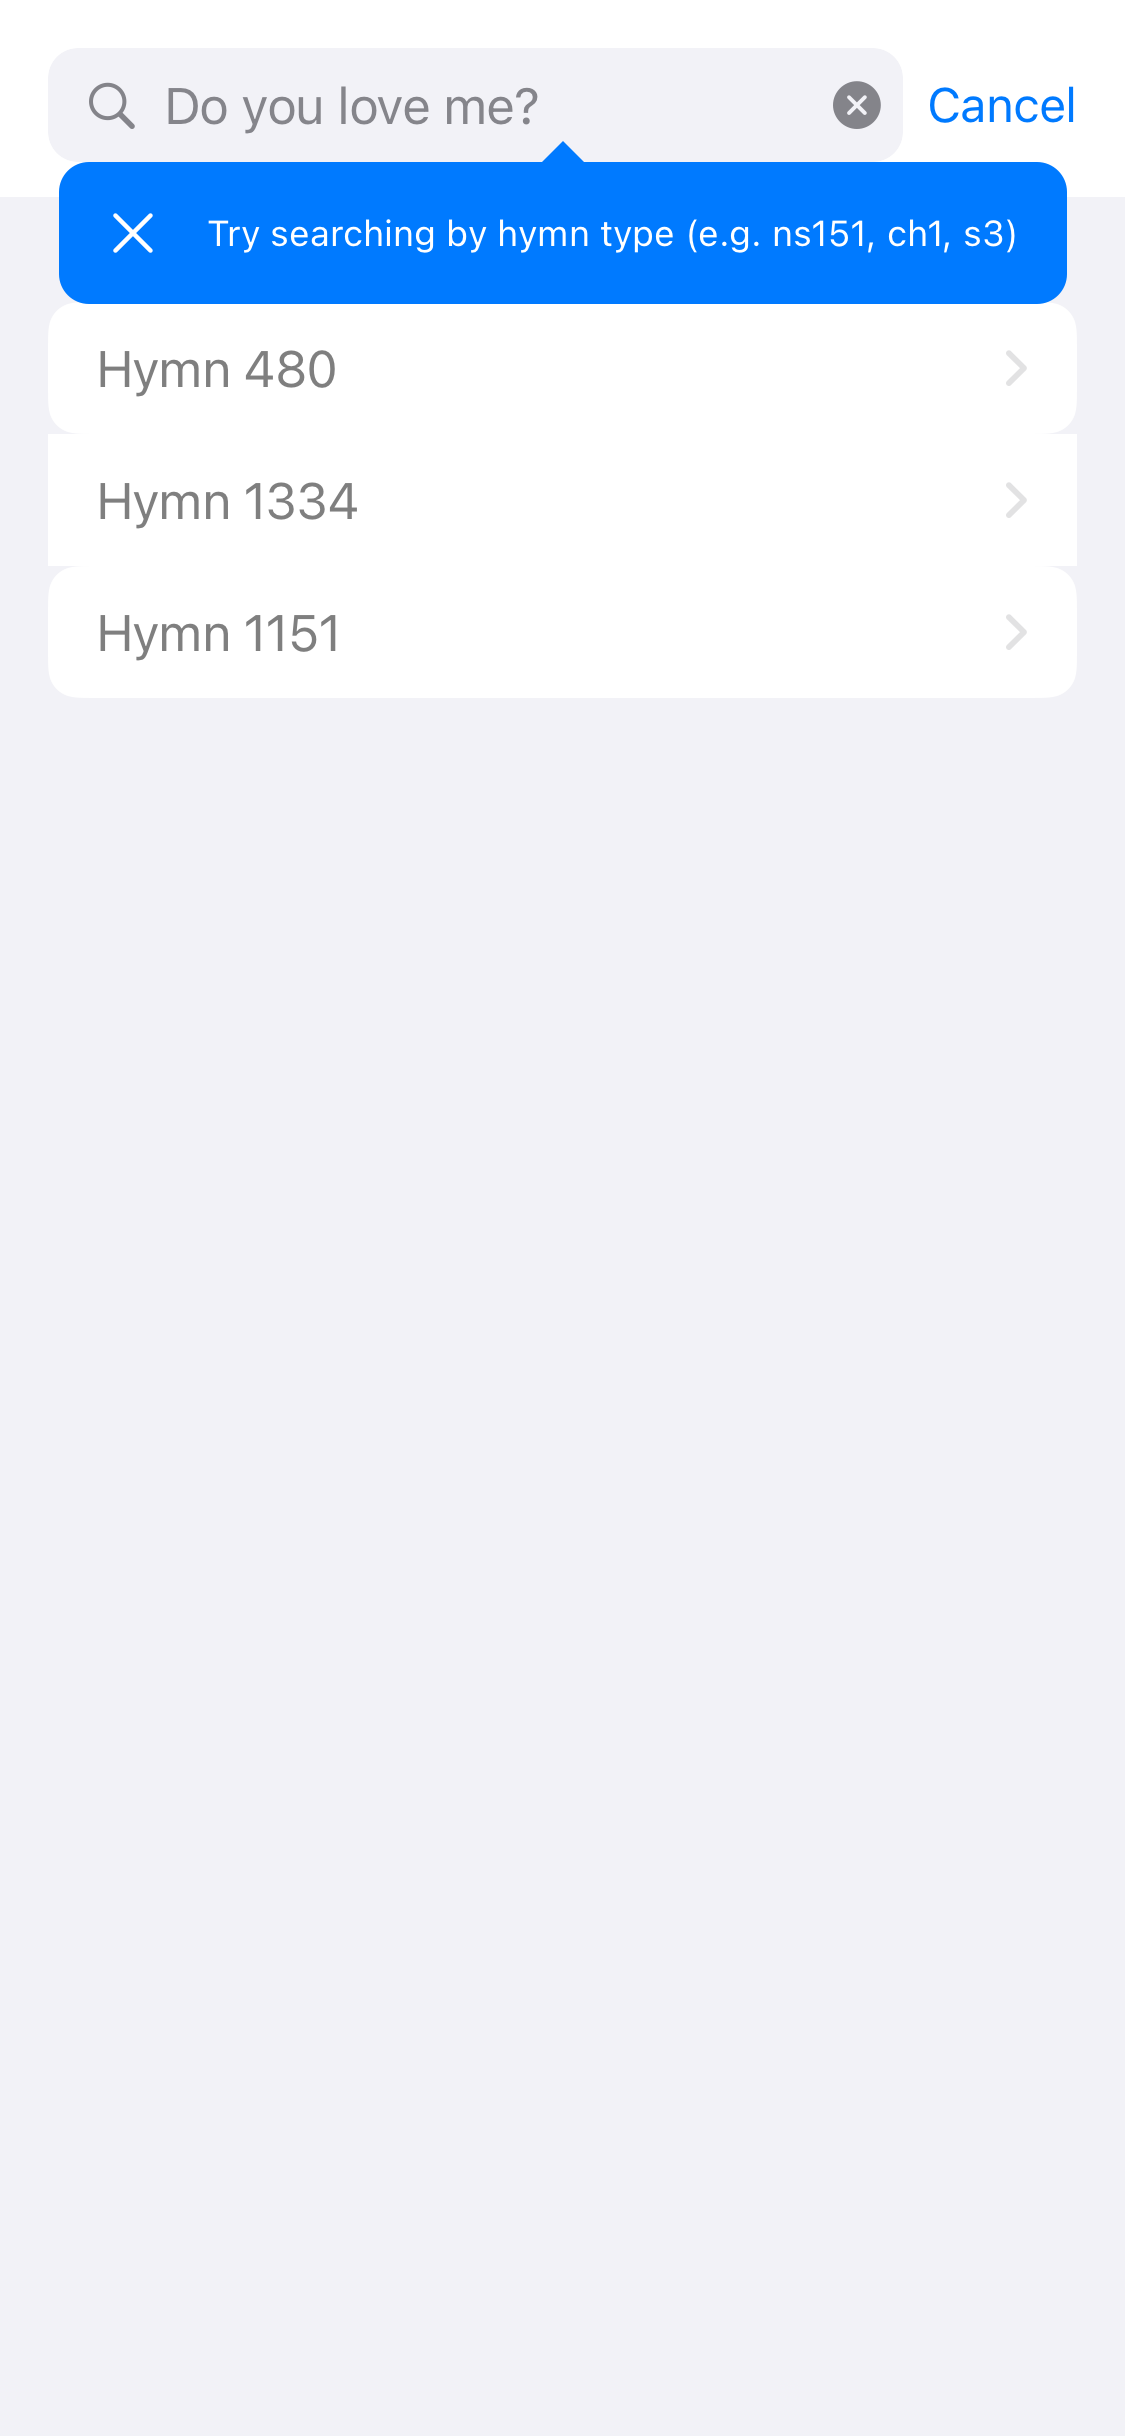 Do you love me?
Cancel
Try searching by hymn type (e.g. ns151, ch1, s3)
Hymn 480
Hymn 1334
Hymn 1151